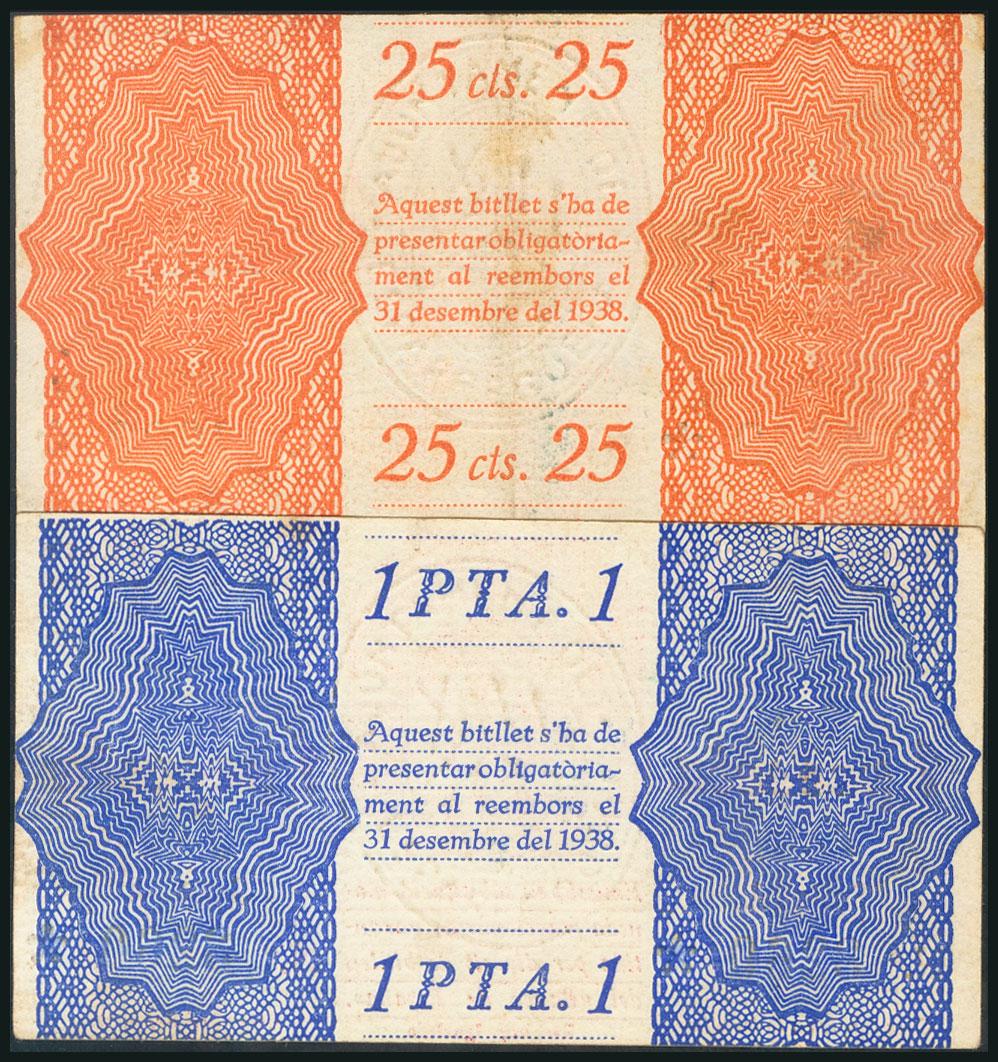 25 cts. 25
Aquest bitllet s'ha de
presentar obligatòria-
ment al reembors el
31 desembre del 1938.
25 cts. 25
1 PTA. 1
Aquest bitllet s'ha de
presentar obligatòria-
ment al reembors el
31 desembre del 1938.
1 PTA. 1